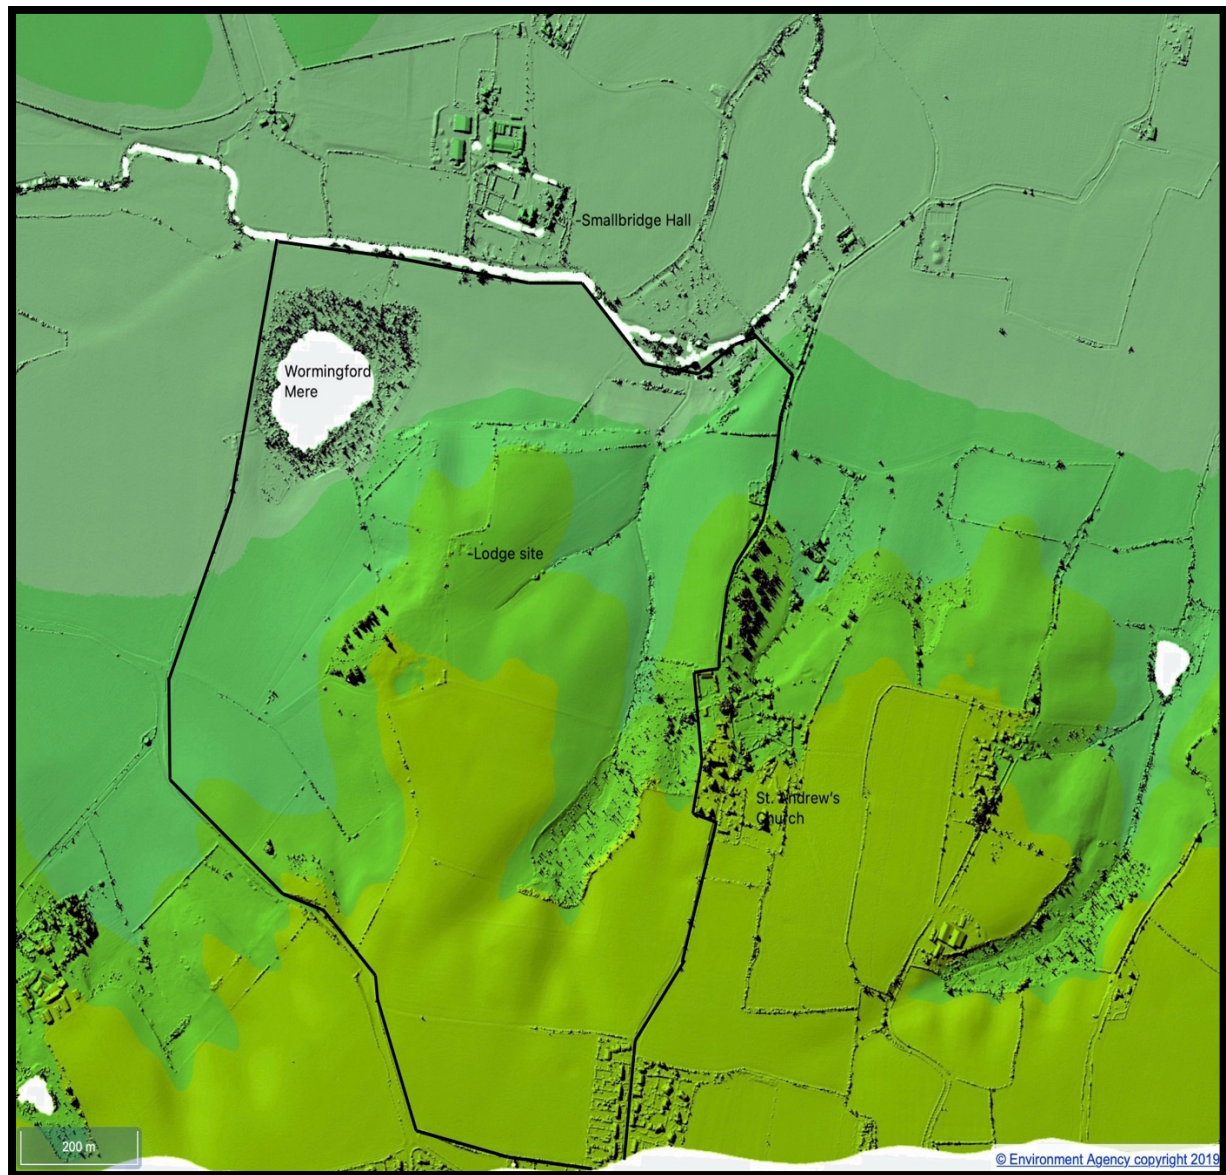 -Smallbridge Hall
Wormingford
Mere
-Lodge site
St. Andrew's
Church
200 m
© Environment Agency copyright 2019